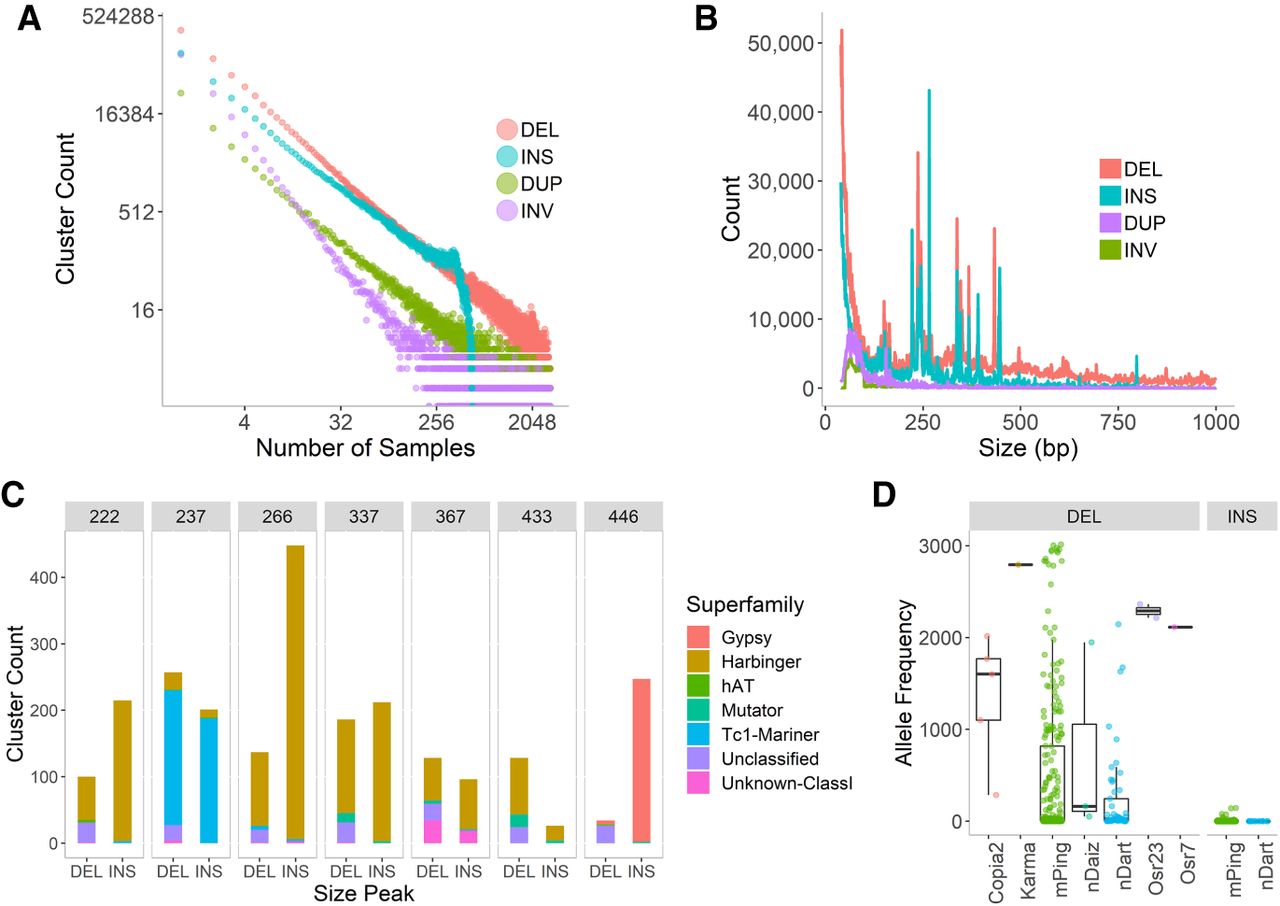 A
524288
16384
512
16
Cluster Count
4 32 256 2048
Number of Samples
DEL
INS
DUP
INV
B
50,000
40,000
30,000
20,000
10,000
0
Count
0 250 500 750 1000
Size (bp)
DEL
INS
DUP
INV
C
222 237 266 337 367 433 446
400
300
200
100
0
Cluster Count
DEL INS DEL INS DEL INS DEL INS DEL INS DEL INS DEL INS
Size Peak
Superfamily
Gypsy
Harbinger
hAT
Mutator
Tc1-Mariner
Unclassified
Unknown-ClassI
D
DEL INS
3000
2000
1000
0
Allele Frequency
Copia2
Karma
mPing
nDaiz
nDart
Osr23
Osr7
mPing
nDart